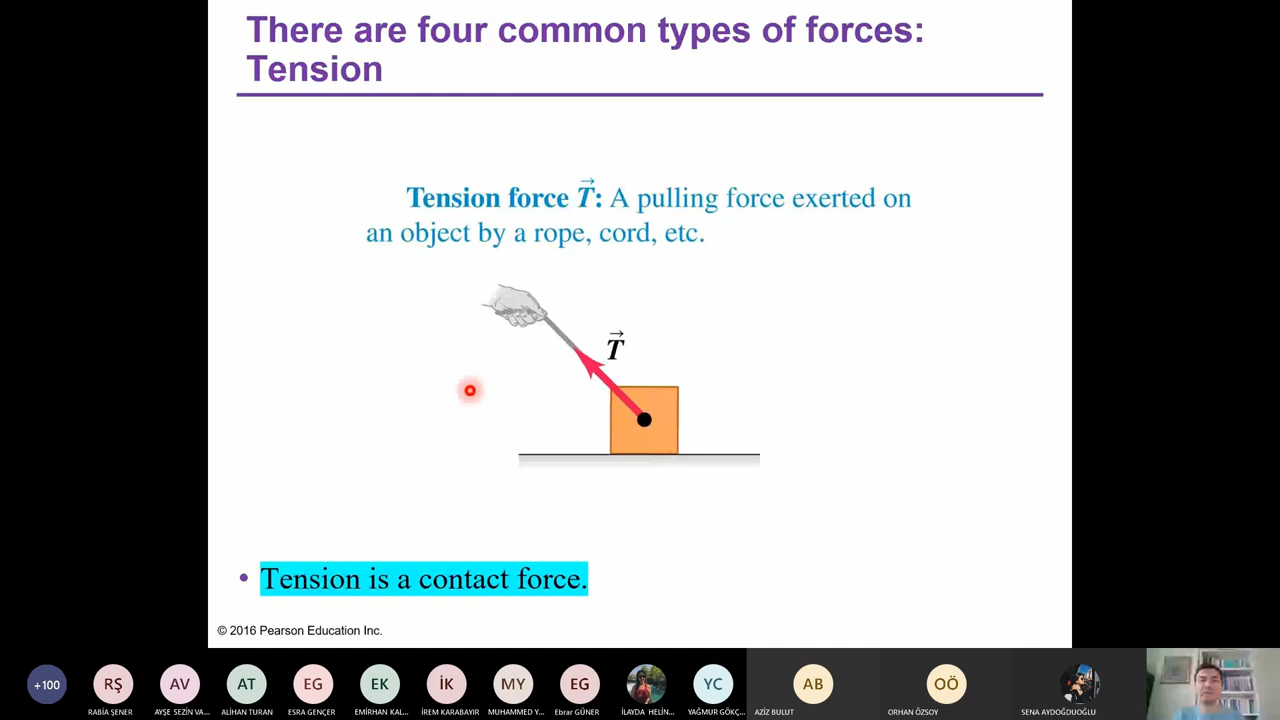 There are four common types of forces:
Tension
Tension force T: A pulling force exerted on
an object by a rope, cord, etc.
T
• Tension is a contact force.
© 2016 Pearson Education Inc.
+100
RŞ
AV
AT
EG
EK
İK
MY
EG
YC
AB
OÖ
RABİA ŞENER
AYŞE SEZİN VA...
ALİHAN TURAN
ESRA GENÇER
EMİRHAN KAL...
İREM KARABAYIR
MUHAMMED Y...
Ebrar GÜNER
İLAYDA HELİN...
YAĞMUR GÖKÇ...
AZİZ BULUT
ORHAN ÖZSOY
SENA AYDOĞDUOĞLU